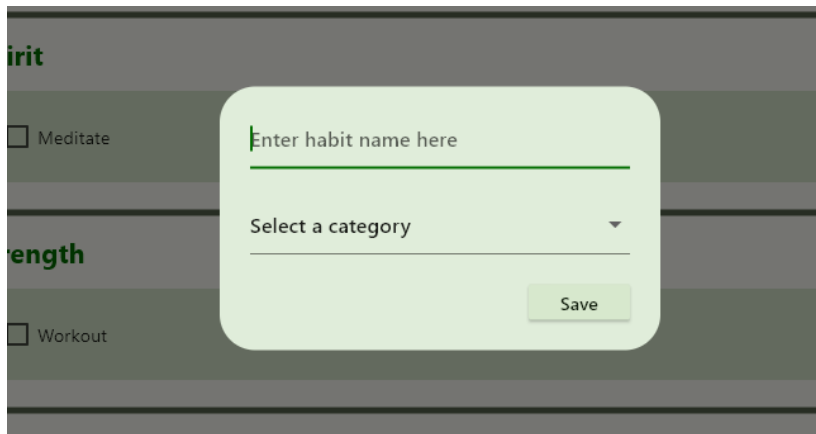 irit
Meditate
Enter habit name here
Select a category
rength
Save
Workout